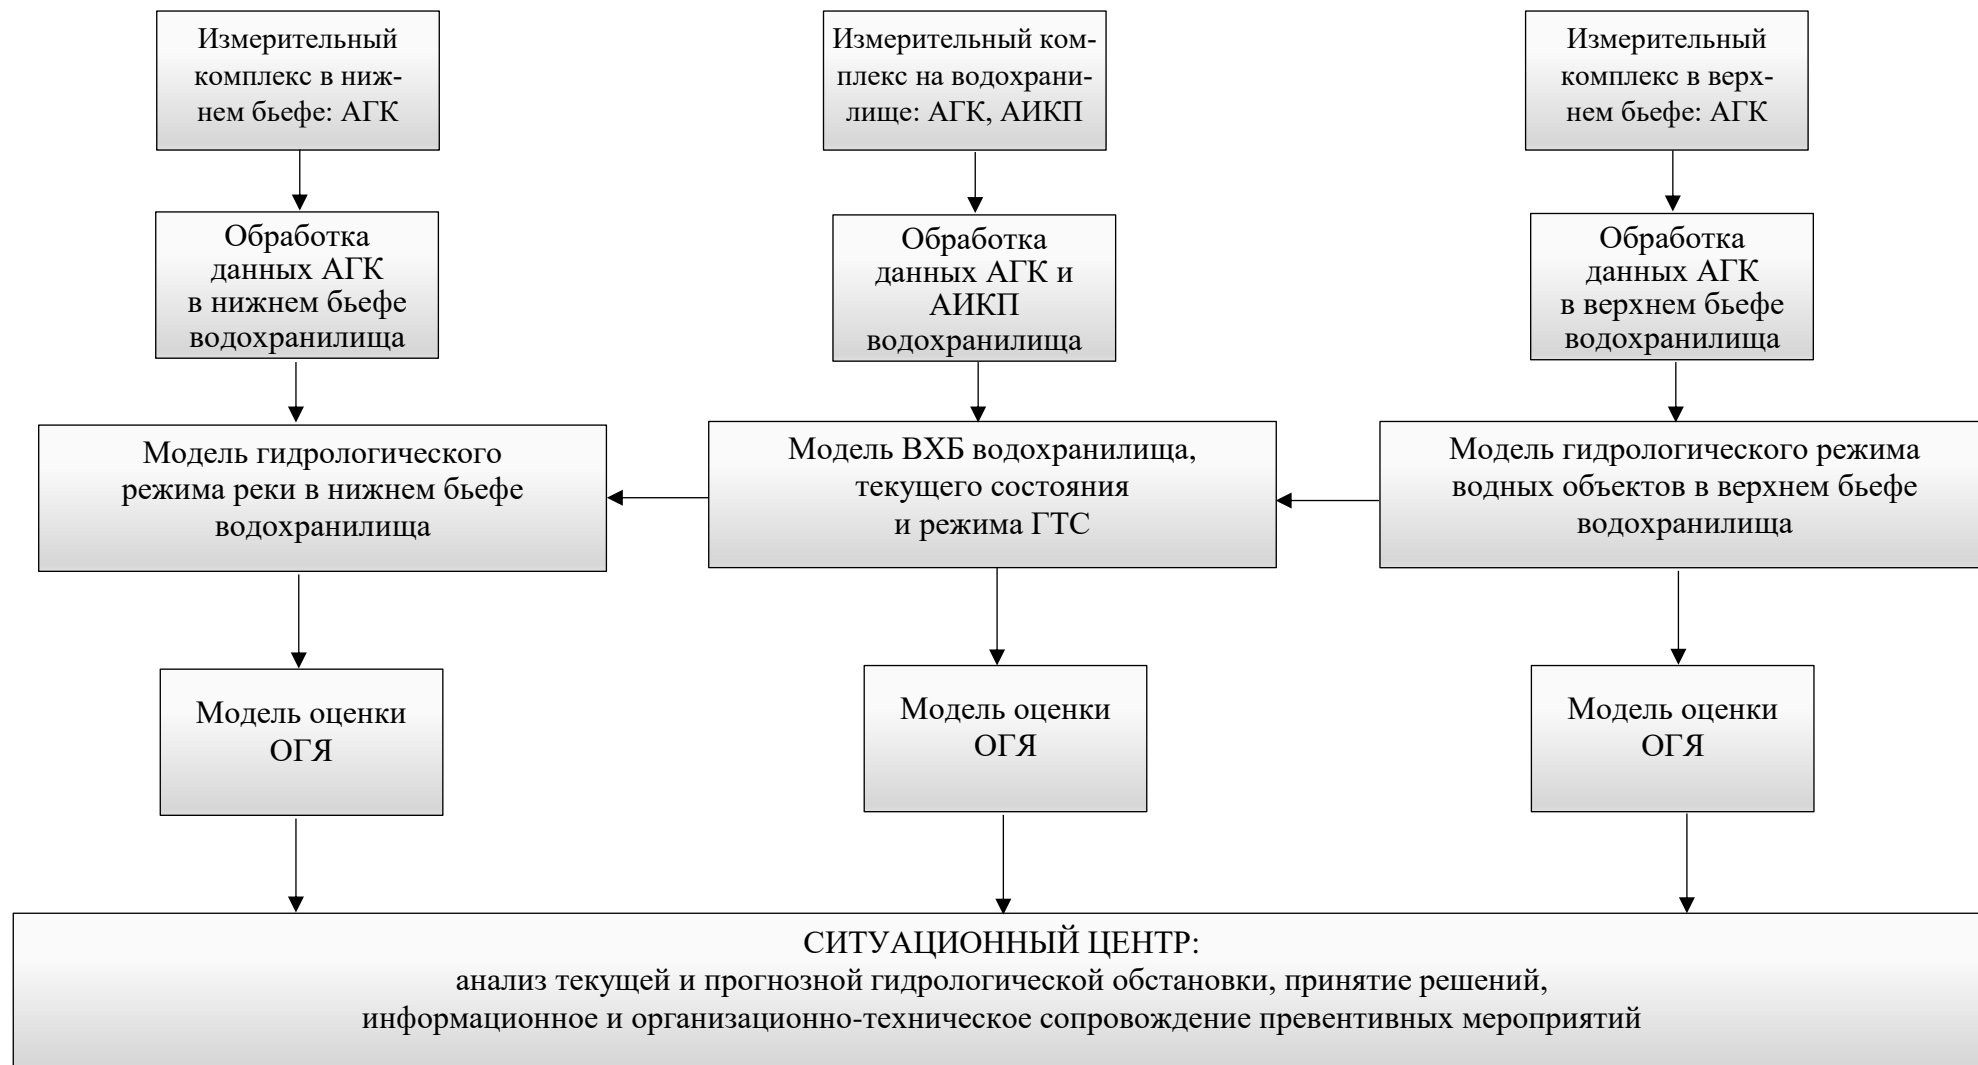 Измерительный
комплекс в ниж-
нем бьефе: АГК
Измерительный ком-
плекс на водохрани-
лище: АГК, АИКП
Измерительный
комплекс в верх-
нем бьефе: АГК
Обработка
данных АГК
в нижнем бьефе
водохранилища
Обработка
данных АГК и
АИКП
водохранилища
Обработка
данных АГК
в верхнем бьефе
водохранилища
Модель гидрологического
режима реки в нижнем бьефе
водохранилища
Модель ВХБ водохранилища,
текущего состояния
и режима ГТС
Модель гидрологического режима
водных объектов в верхнем бьефе
водохранилища
Модель оценки
ОГЯ
Модель оценки
ОГЯ
Модель оценки
ОГЯ
СИТУАЦИОННЫЙ ЦЕНТР:
анализ текущей и прогнозной гидрологической обстановки, принятие решений,
информационное и организационно-техническое сопровождение превентивных мероприятий